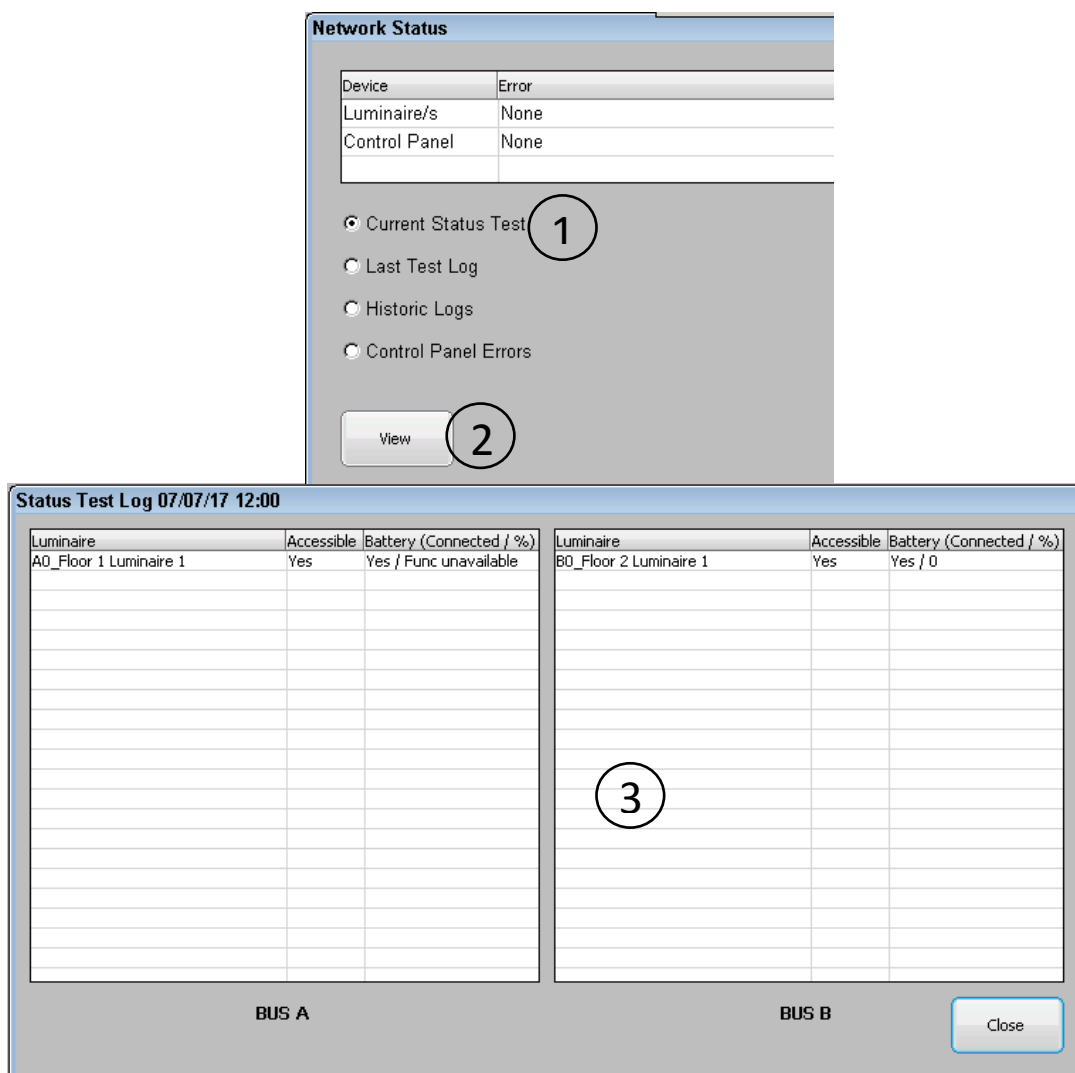 Network Status
Device Error
Luminaire/s None
Control Panel None
Current Status Test 1
Last Test Log
Historic Logs
Control Panel Errors
View 2
Status Test Log 07/07/17 12:00
Luminaire Accessible Battery (Connected / %) Luminaire Accessible Battery (Connected / %)
A0_Floor 1 Luminaire 1 Yes Yes / Func unavailable B0_Floor 2 Luminaire 1 Yes Yes / 0
3
BUS A BUS B
Close